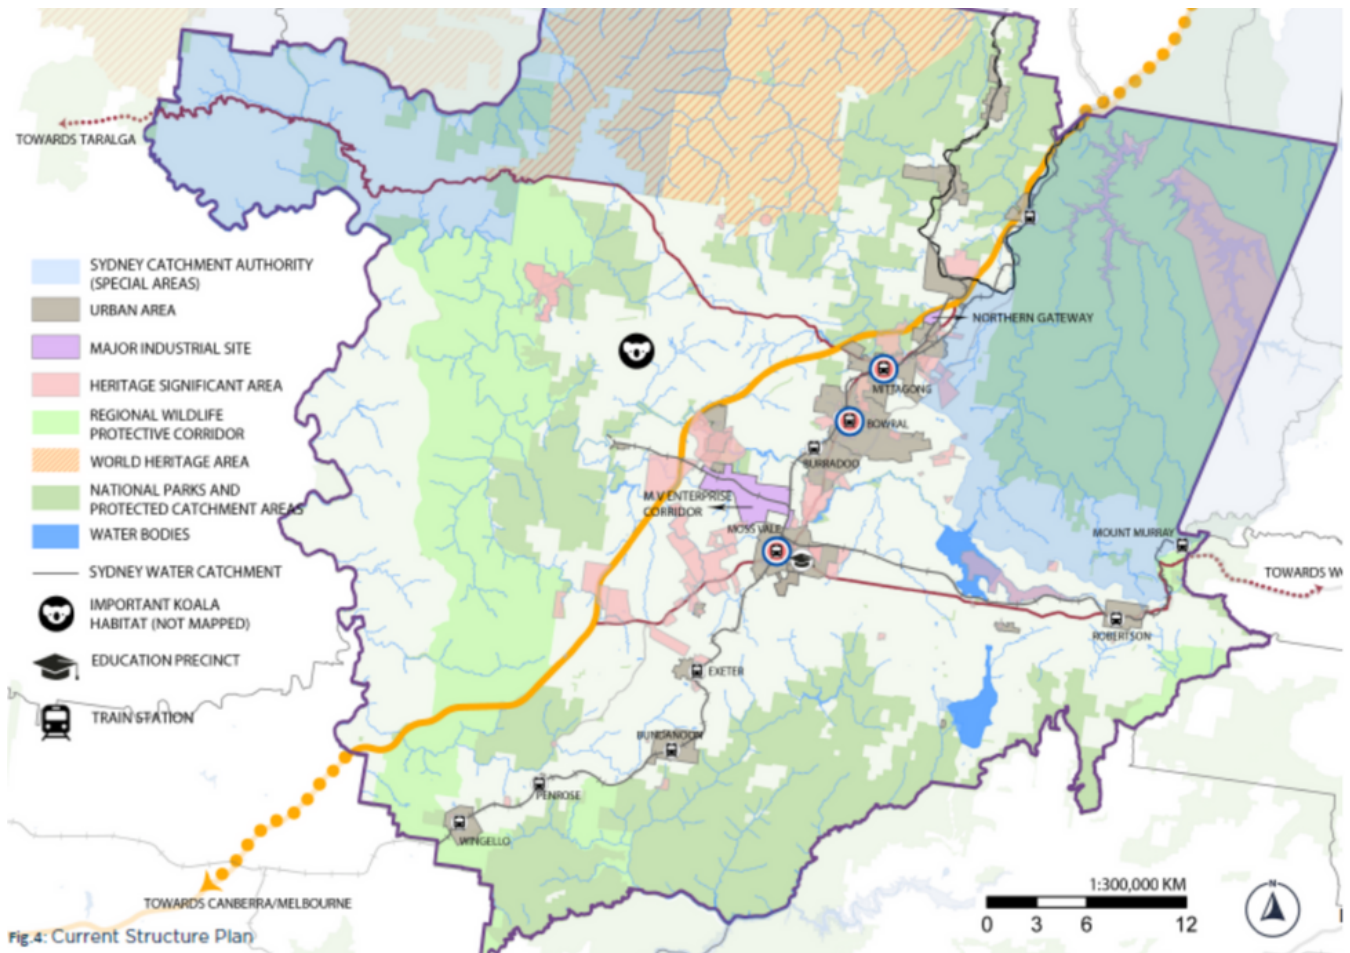 TOWARDS TARALGA
SYDNEY CATCHMENT AUTHORITY
(SPECIAL AREAS)
URBAN AREA
MAJOR INDUSTRIAL SITE
HERITAGE SIGNIFICANT AREA
REGIONAL WILDLIFE
PROTECTIVE CORRIDOR
WORLD HERITAGE AREA
NATIONAL PARKS AND
PROTECTED CATCHMENT AREAS
WATER BODIES
SYDNEY WATER CATCHMENT
IMPORTANT KOALA
HABITAT (NOT MAPPED)
EDUCATION PRECINCT
TRAIN STATION
NORTHERN GATEWAY
MITTAGONG
BOWRAL
BURRADOO
M.V ENTERPRISE
CORRIDOR
MOSS VALE
MOUNT MURRAY
TOWARDS W
ROBERTSON
EXETER
BUNDANOON
PENROSE
WINGELLO
TOWARDS CANBERRA/MELBOURNE
1:300,000 KM
0 3 6 12
N
Fig.4: Current Structure Plan